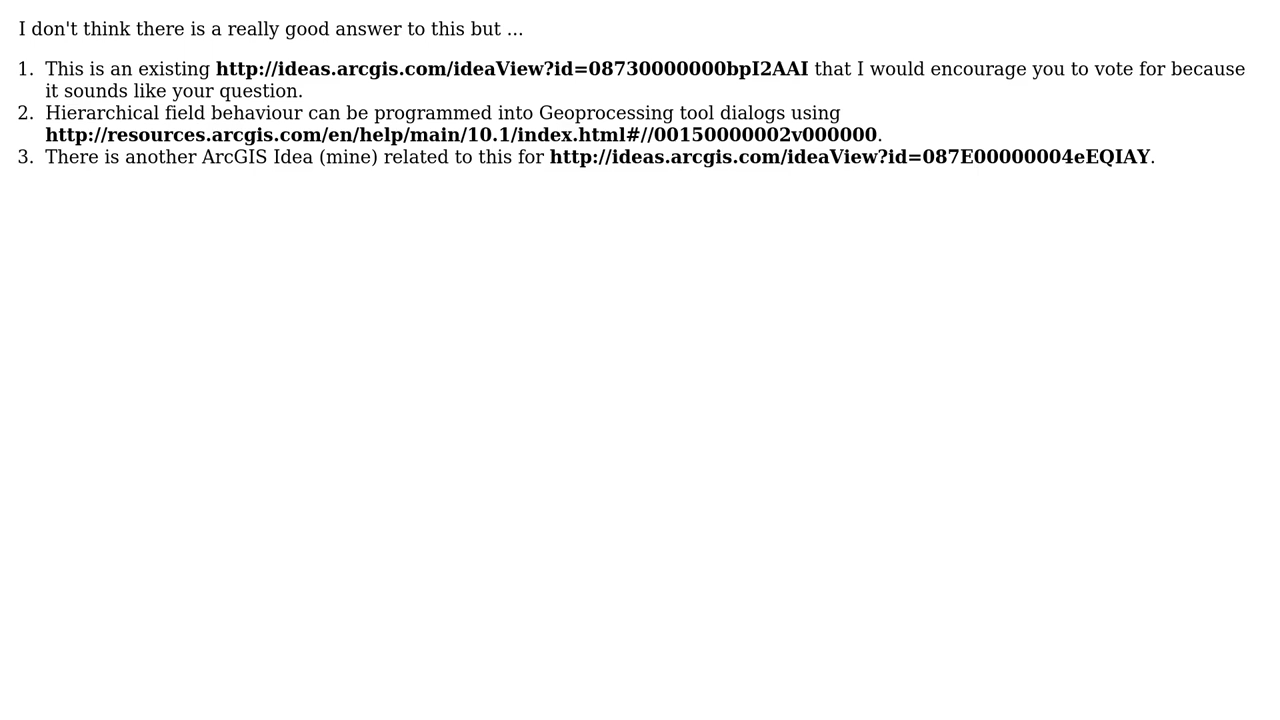 I don't think there is a really good answer to this but ...
1. This is an existing http://ideas.arcgis.com/ideaView?id=08730000000bpI2AAI that I would encourage you to vote for because
it sounds like your question.
2. Hierarchical field behaviour can be programmed into Geoprocessing tool dialogs using
http://resources.arcgis.com/en/help/main/10.1/index.html#//00150000002v000000.
3. There is another ArcGIS Idea (mine) related to this for http://ideas.arcgis.com/ideaView?id=087E00000004eEQIAY.